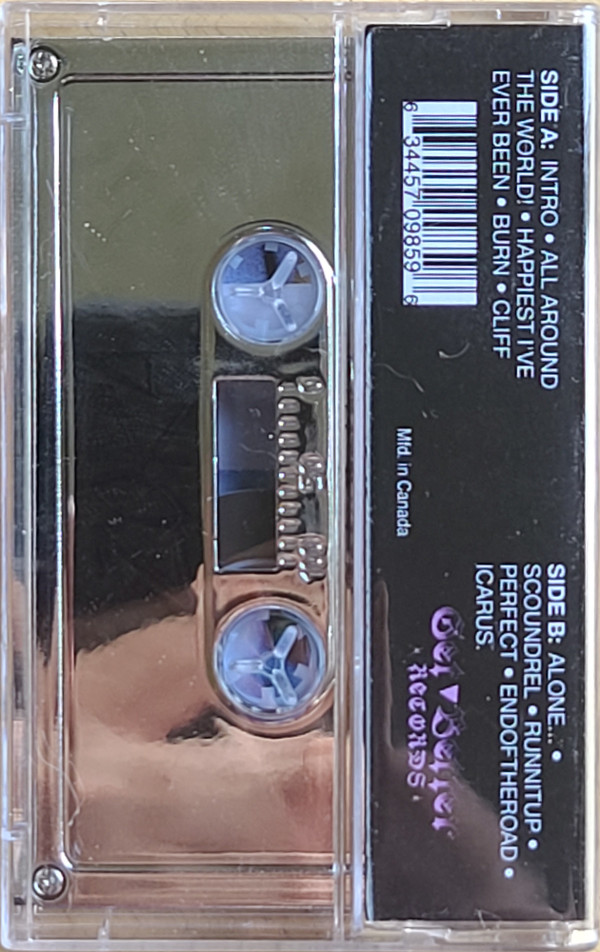 SIDE A: INTRO • ALL AROUND
THE WORLD! • HAPPIEST I'VE
EVER BEEN • BURN • CLIFF
6 34457 09859 6
Mfd. in Canada
SIDE B: ALONE... •
SCOUNDREL • RUNNITUP •
PERFECT • ENDOFTHEROAD •
ICARUS.
Get Better
RECORDS